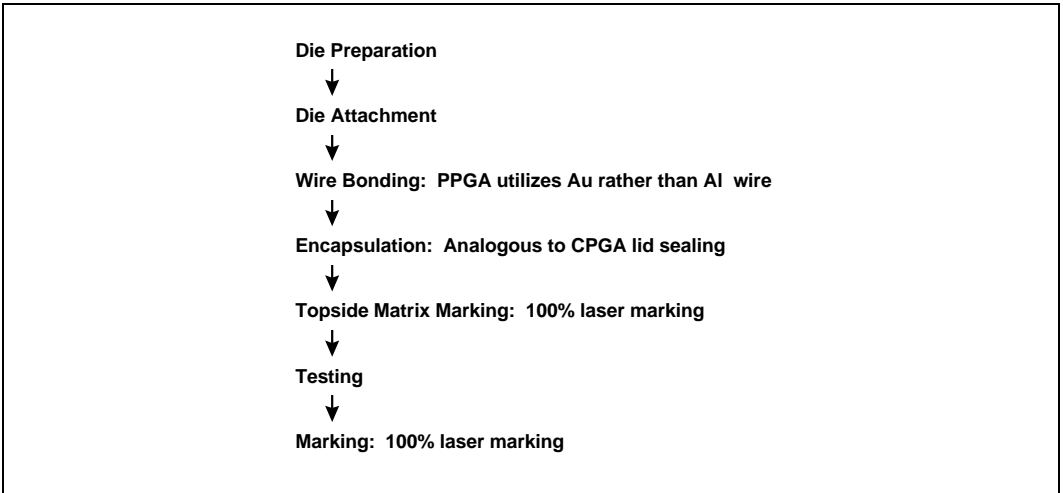 Die Preparation
Die Attachment
Wire Bonding:  PPGA utilizes Au rather than Al  wire
Encapsulation:  Analogous to CPGA lid sealing
Topside Matrix Marking:  100% laser marking
Testing
Marking:  100% laser marking